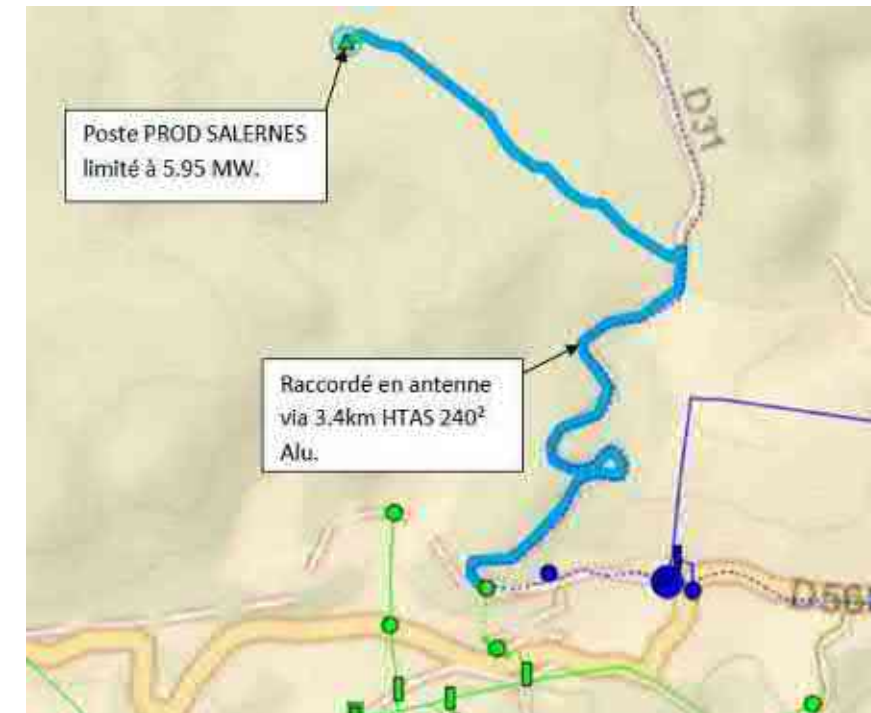 D31
Poste PROD SALERNES
limité à 5.95 MW.
Raccordé en antenne
via 3.4km HTAS 240²
Alu.